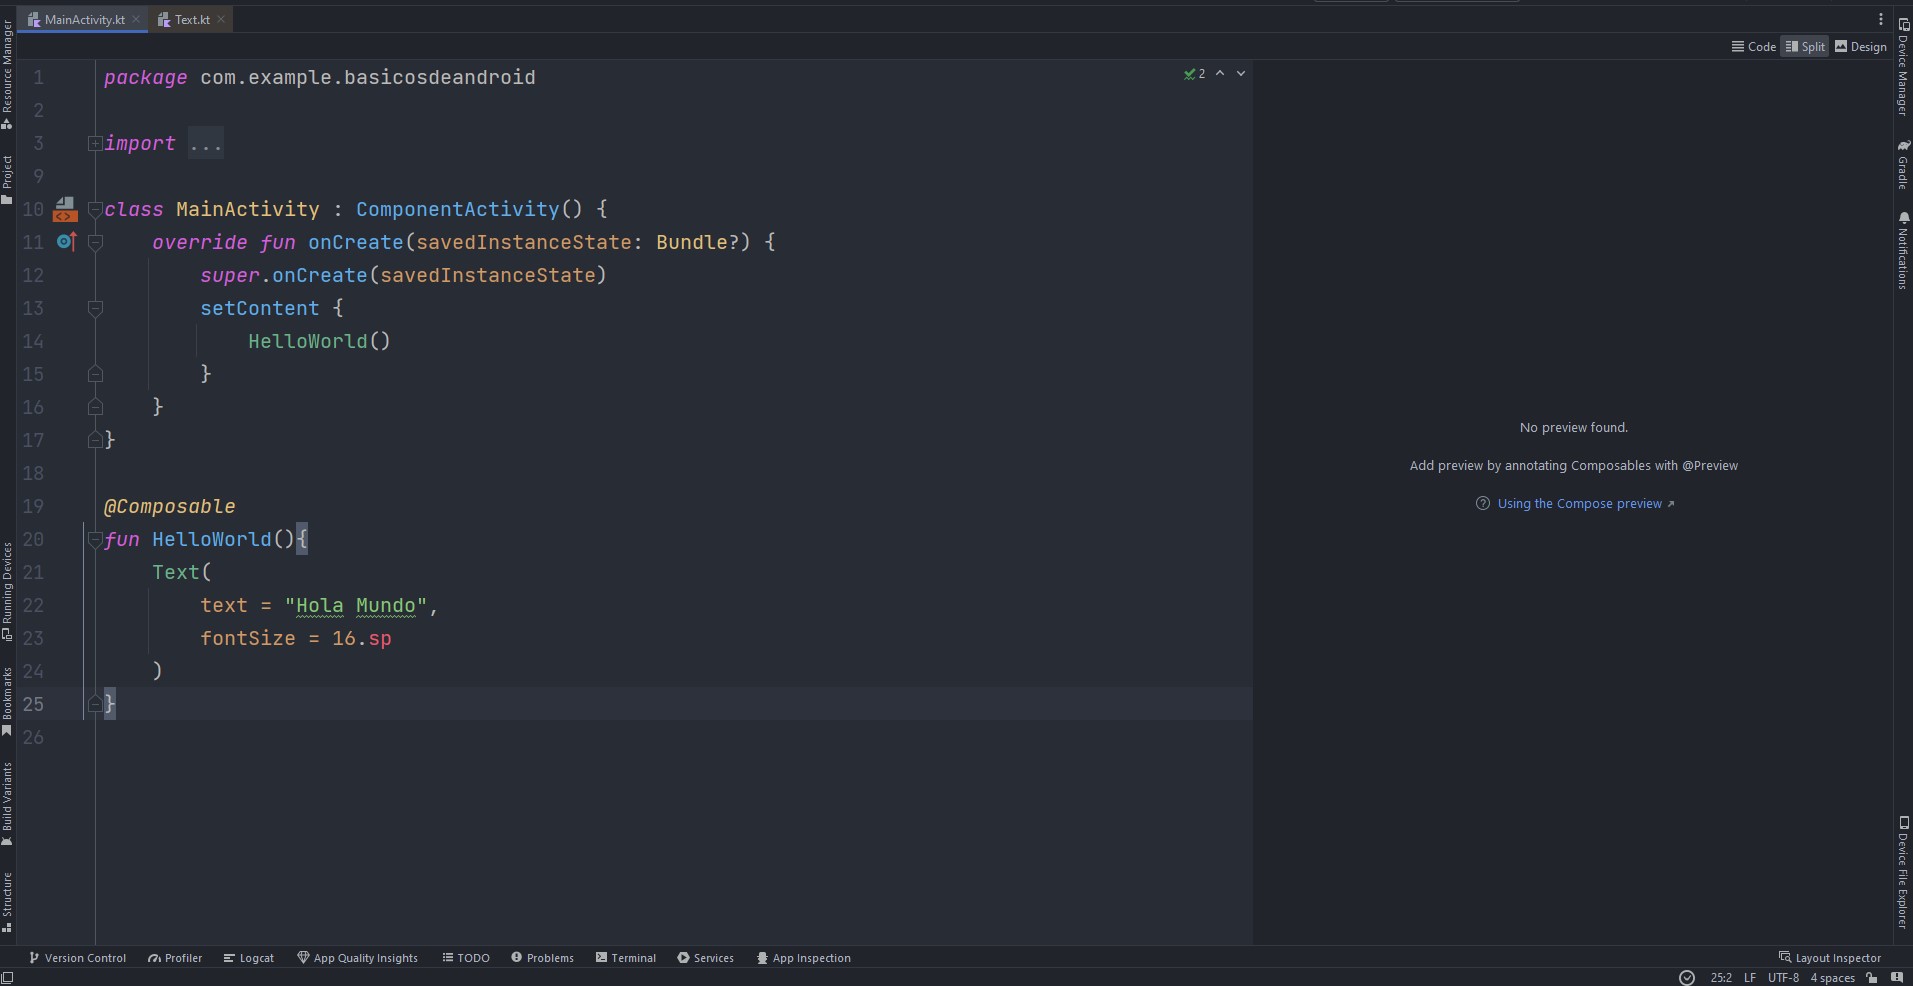 MainActivity.kt
Text.kt
Code
Split
Design
1 package com.example.basicosdeandroid
2
3 import ...
9
10 class MainActivity : ComponentActivity() {
11 override fun onCreate(savedInstanceState: Bundle?) {
12 super.onCreate(savedInstanceState)
13 setContent {
14 HelloWorld()
15 }
16 }
17 }
18
19 @Composable
20 fun HelloWorld(){
21 Text(
22 text = "Hola Mundo",
23 fontSize = 16.sp
24 )
25 }
26
2
No preview found.
Add preview by annotating Composables with @Preview
Using the Compose preview
Resource Manager
Project
Running Devices
Bookmarks
Build Variants
Structure
Device Manager
Gradle
Notifications
Device File Explorer
Version Control
Profiler
Logcat
App Quality Insights
TODO
Problems
Terminal
Services
App Inspection
Layout Inspector
25:2
LF
UTF-8
4 spaces